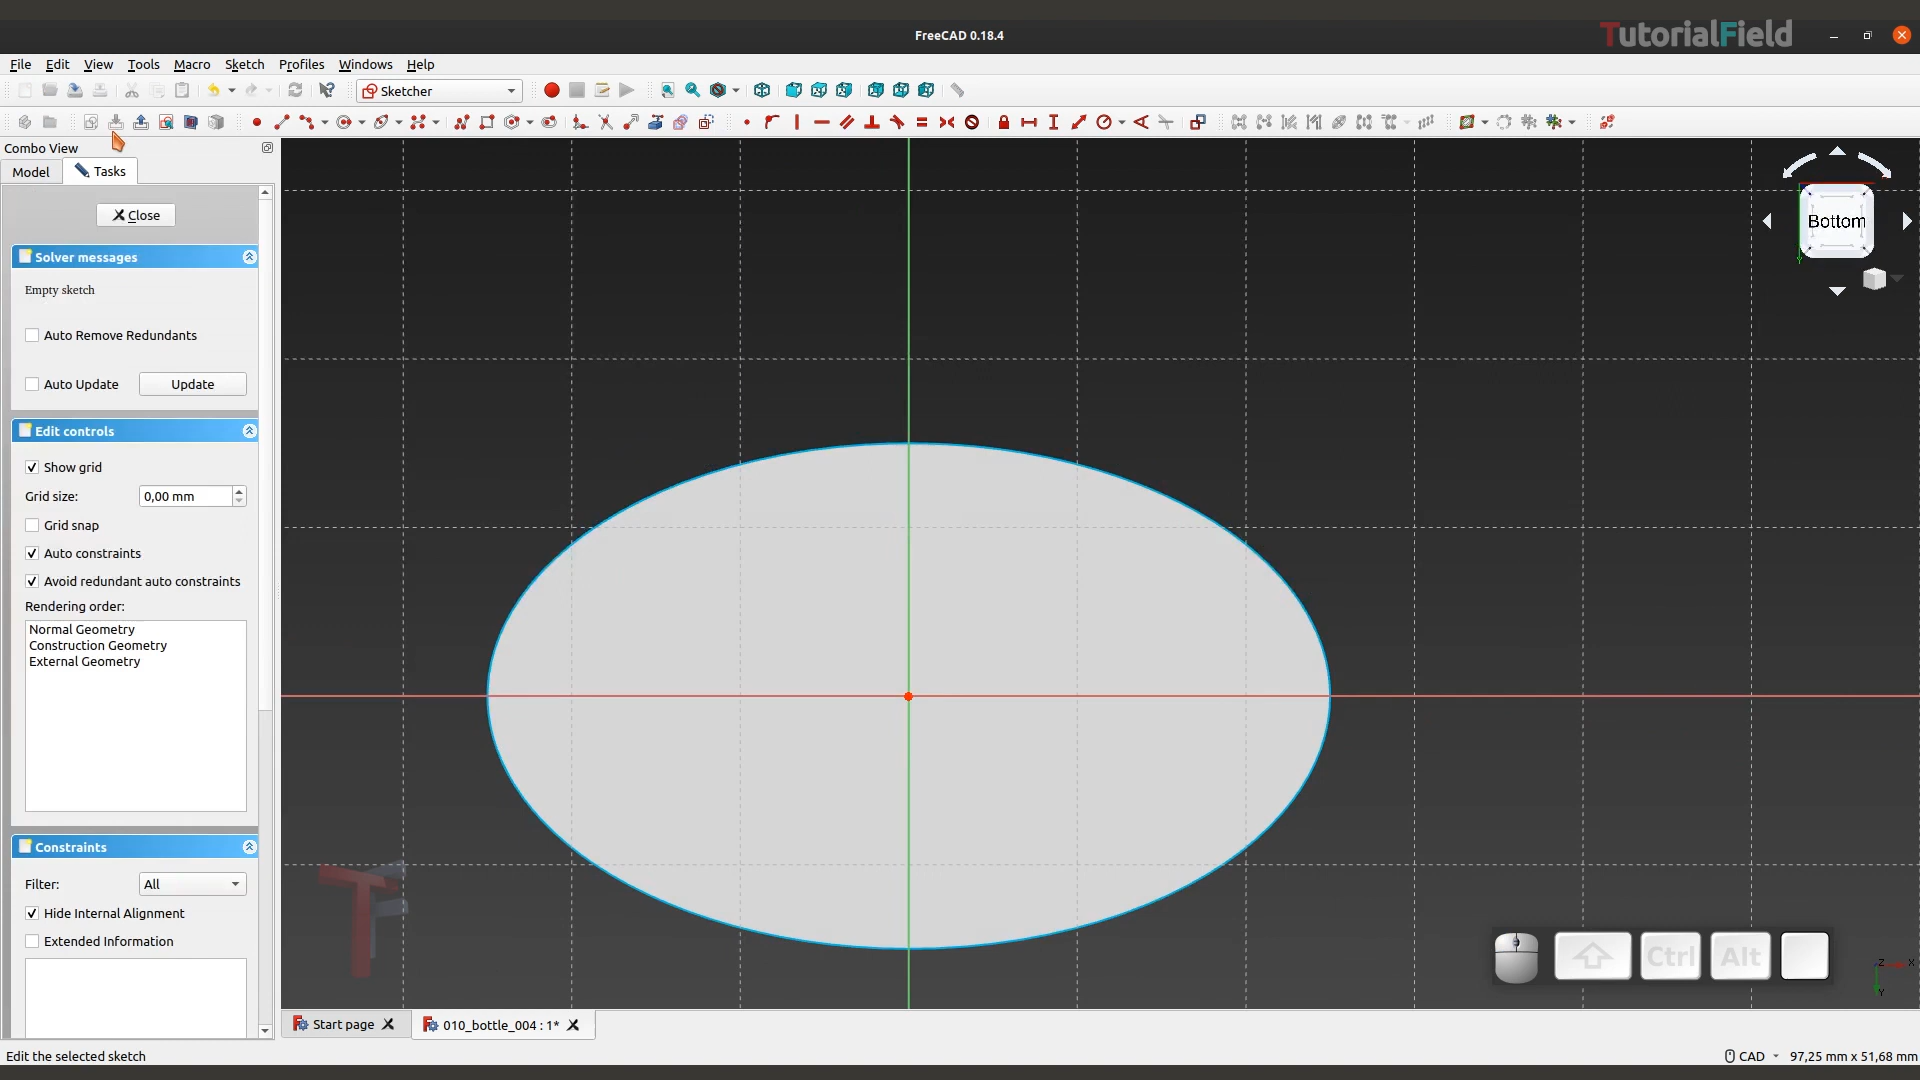 FreeCAD 0.18.4
TutorialField
File Edit View Tools Macro Sketch Profiles Windows Help
Sketcher
Combo View
Model Tasks
Close
Solver messages
Empty sketch
Auto Remove Redundants
Auto Update Update
Edit controls
Show grid
Grid size: 0,00 mm
Grid snap
Auto constraints
Avoid redundant auto constraints
Rendering order:
Normal Geometry
Construction Geometry
External Geometry
Constraints
Filter: All
Hide Internal Alignment
Extended Information
Bottom
Ctrl Alt
Z X
Y
Start page 010_bottle_004 : 1*
Edit the selected sketch
CAD 97,25 mm x 51,68 mm